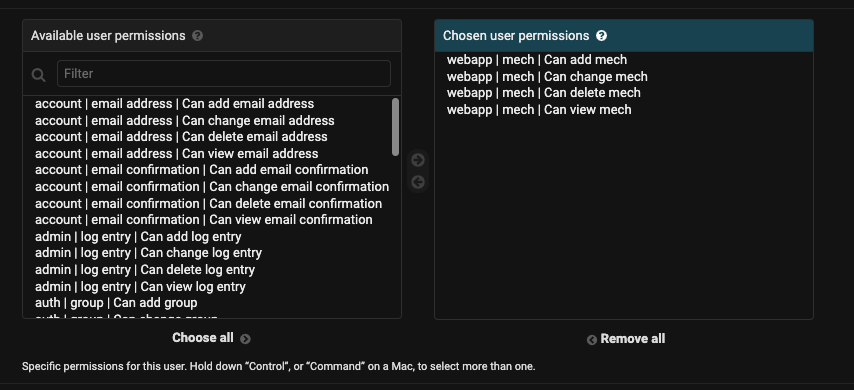 Available user permissions ?
Filter
account | email address | Can add email address
account | email address | Can change email address
account | email address | Can delete email address
account | email address | Can view email address
account | email confirmation | Can add email confirmation
account | email confirmation | Can change email confirmation
account | email confirmation | Can delete email confirmation
account | email confirmation | Can view email confirmation
admin | log entry | Can add log entry
admin | log entry | Can change log entry
admin | log entry | Can delete log entry
admin | log entry | Can view log entry
auth | group | Can add group
auth | group | Can change group
Choose all
Chosen user permissions ?
webapp | mech | Can add mech
webapp | mech | Can change mech
webapp | mech | Can delete mech
webapp | mech | Can view mech
Remove all
Specific permissions for this user. Hold down “Control”, or “Command” on a Mac, to select more than one.